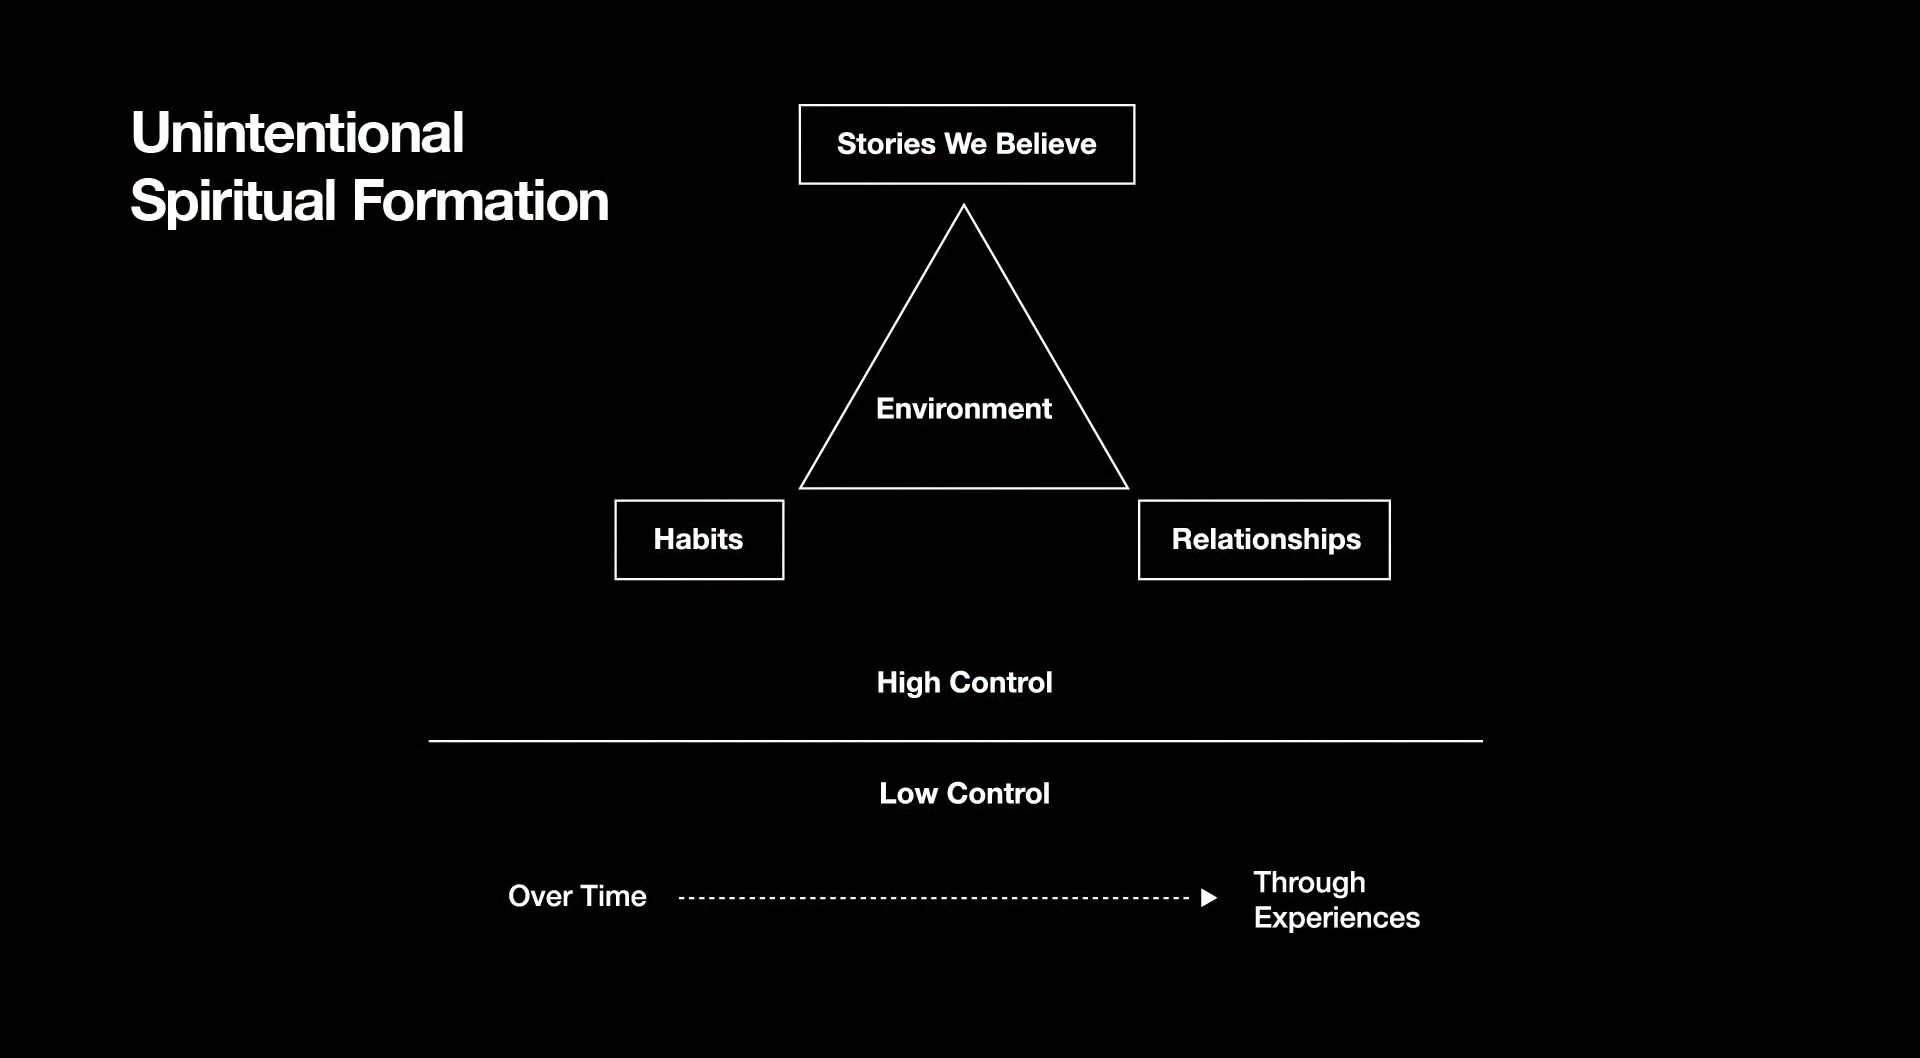 Unintentional
Spiritual Formation
Stories We Believe
Environment
Habits
Relationships
High Control
Low Control
Over Time
Through
Experiences